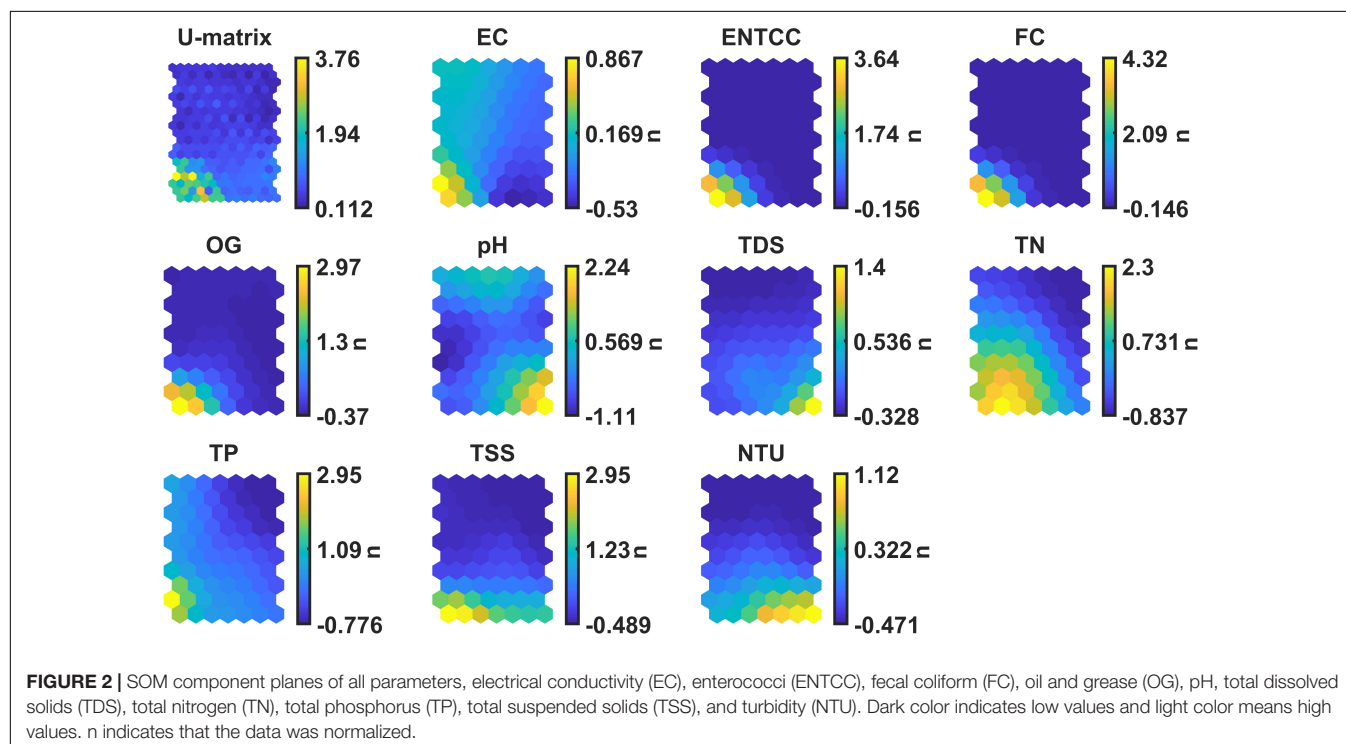 U-matrix
3.76
1.94
0.112
EC
0.867
0.169 n
-0.53
ENTCC
3.64
1.74 n
-0.156
FC
4.32
2.09 n
-0.146
OG
2.97
1.3 n
-0.37
pH
2.24
0.569 n
-1.11
TDS
1.4
0.536 n
-0.328
TN
2.3
0.731 n
-0.837
TP
2.95
1.09 n
-0.776
TSS
2.95
1.23 n
-0.489
NTU
1.12
0.322 n
-0.471
FIGURE 2 | SOM component planes of all parameters, electrical conductivity (EC), enterococci (ENTCC), fecal coliform (FC), oil and grease (OG), pH, total dissolved
solids (TDS), total nitrogen (TN), total phosphorus (TP), total suspended solids (TSS), and turbidity (NTU). Dark color indicates low values and light color means high
values. n indicates that the data was normalized.